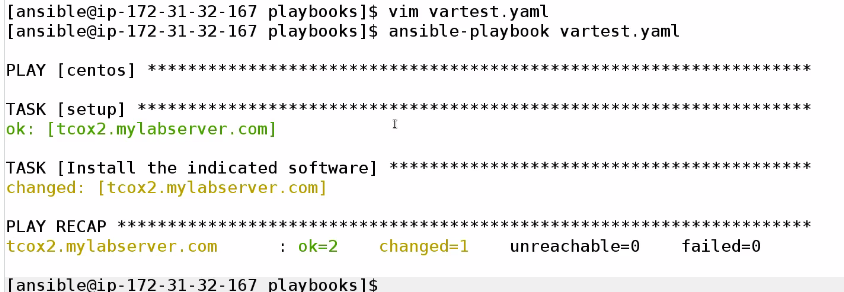 [ansible@ip-172-31-32-167 playbooks]$ vim vartest.yaml
[ansible@ip-172-31-32-167 playbooks]$ ansible-playbook vartest.yaml
PLAY [centos] ******************************************************************
TASK [setup] *******************************************************************
ok: [tcox2.mylabserver.com]
TASK [Install the indicated software] ******************************************
changed: [tcox2.mylabserver.com]
PLAY RECAP *********************************************************************
tcox2.mylabserver.com      : ok=2    changed=1    unreachable=0    failed=0
[ansible@ip-172-31-32-167 playbooks]$